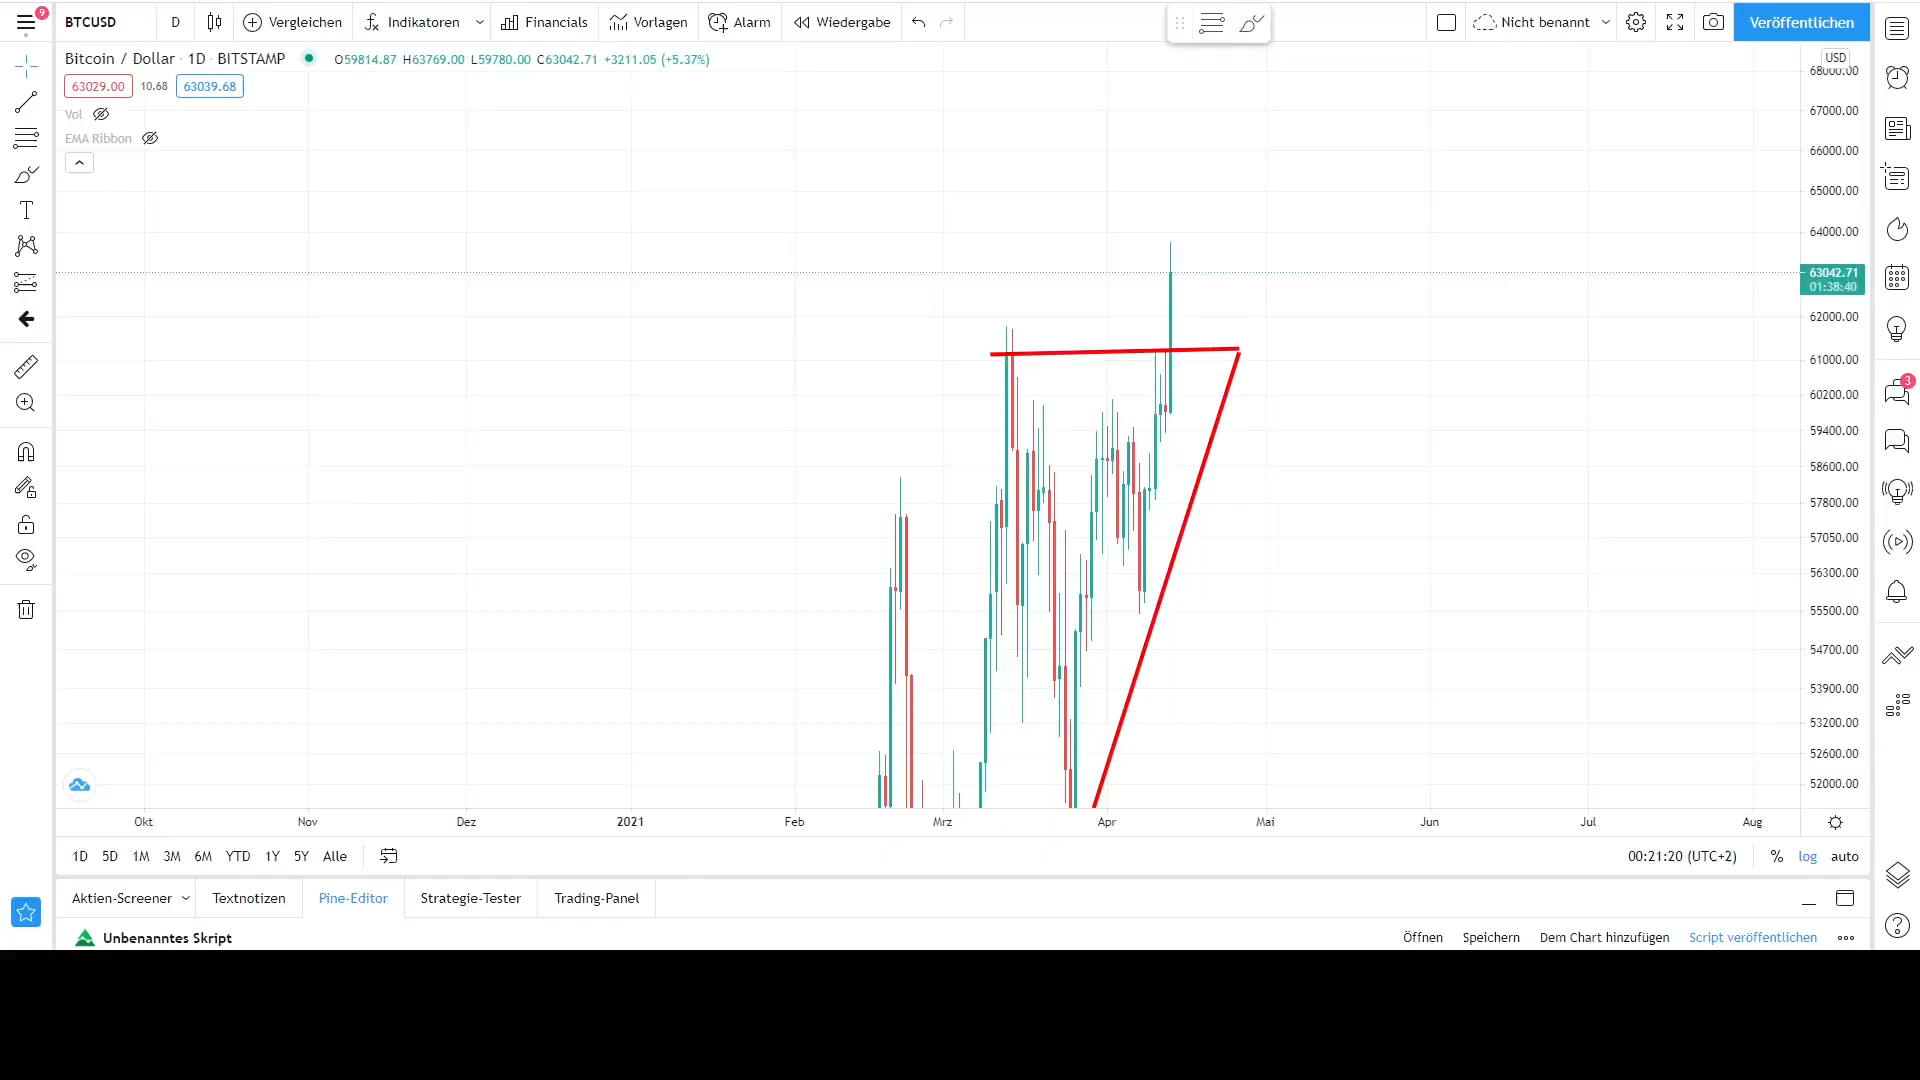 9
BTCUSD
D
Vergleichen
Indikatoren
Financials
Vorlagen
Alarm
Wiedergabe
Nicht benannt
Veröffentlichen
Bitcoin / Dollar · 1D · BITSTAMP
O59814.87 H63769.00 L59780.00 C63042.71 +3211.05 (+5.37%)
63029.00
10.68
63039.68
Vol
EMA Ribbon
USD
68000.00
67000.00
66000.00
65000.00
64000.00
63042.71
01:38:40
62000.00
61000.00
60200.00
59400.00
58600.00
57800.00
57050.00
56300.00
55500.00
54700.00
53900.00
53200.00
52600.00
52000.00
3
Okt
Nov
Dez
2021
Feb
Mrz
Apr
Mai
Jun
Jul
Aug
1D
5D
1M
3M
6M
YTD
1Y
5Y
Alle
00:21:20 (UTC+2)
%
log
auto
Aktien-Screener
Textnotizen
Pine-Editor
Strategie-Tester
Trading-Panel
Unbenanntes Skript
Öffnen
Speichern
Dem Chart hinzufügen
Script veröffentlichen